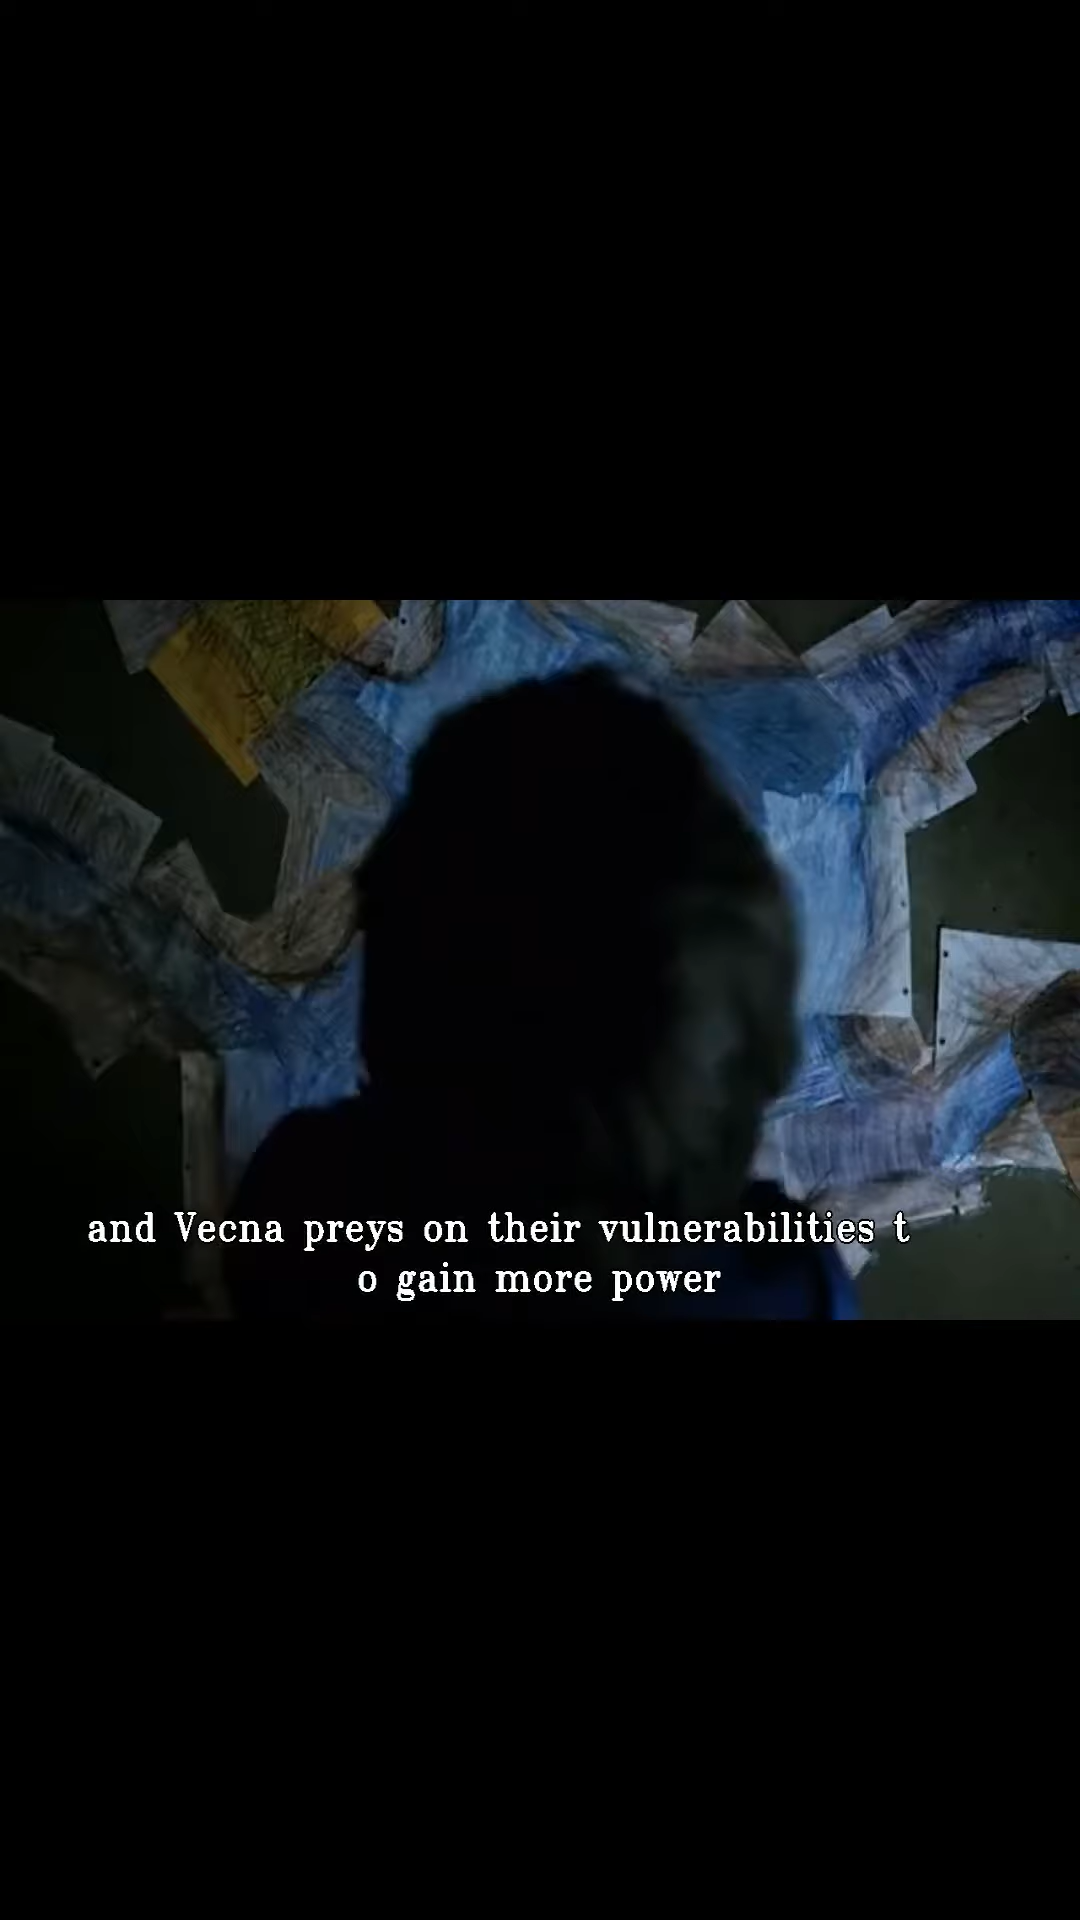 and Vecna preys on their vulnerabilities t
o gain more power